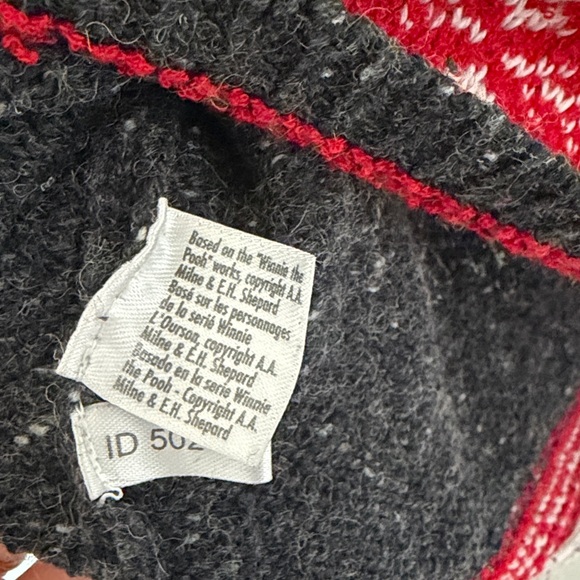 Based on the "Winnie the
Pooh" works, copyright A.A.
Milne & E.H. Shepard
Basé sur les personnages
de la serié Winnie
L'Ourson, copyright A.A.
Milne & E.H. Shepard
Basado en la serie Winnie
the Pooh - Copyright A.A.
Milne & E.H. Shepard
ID 502